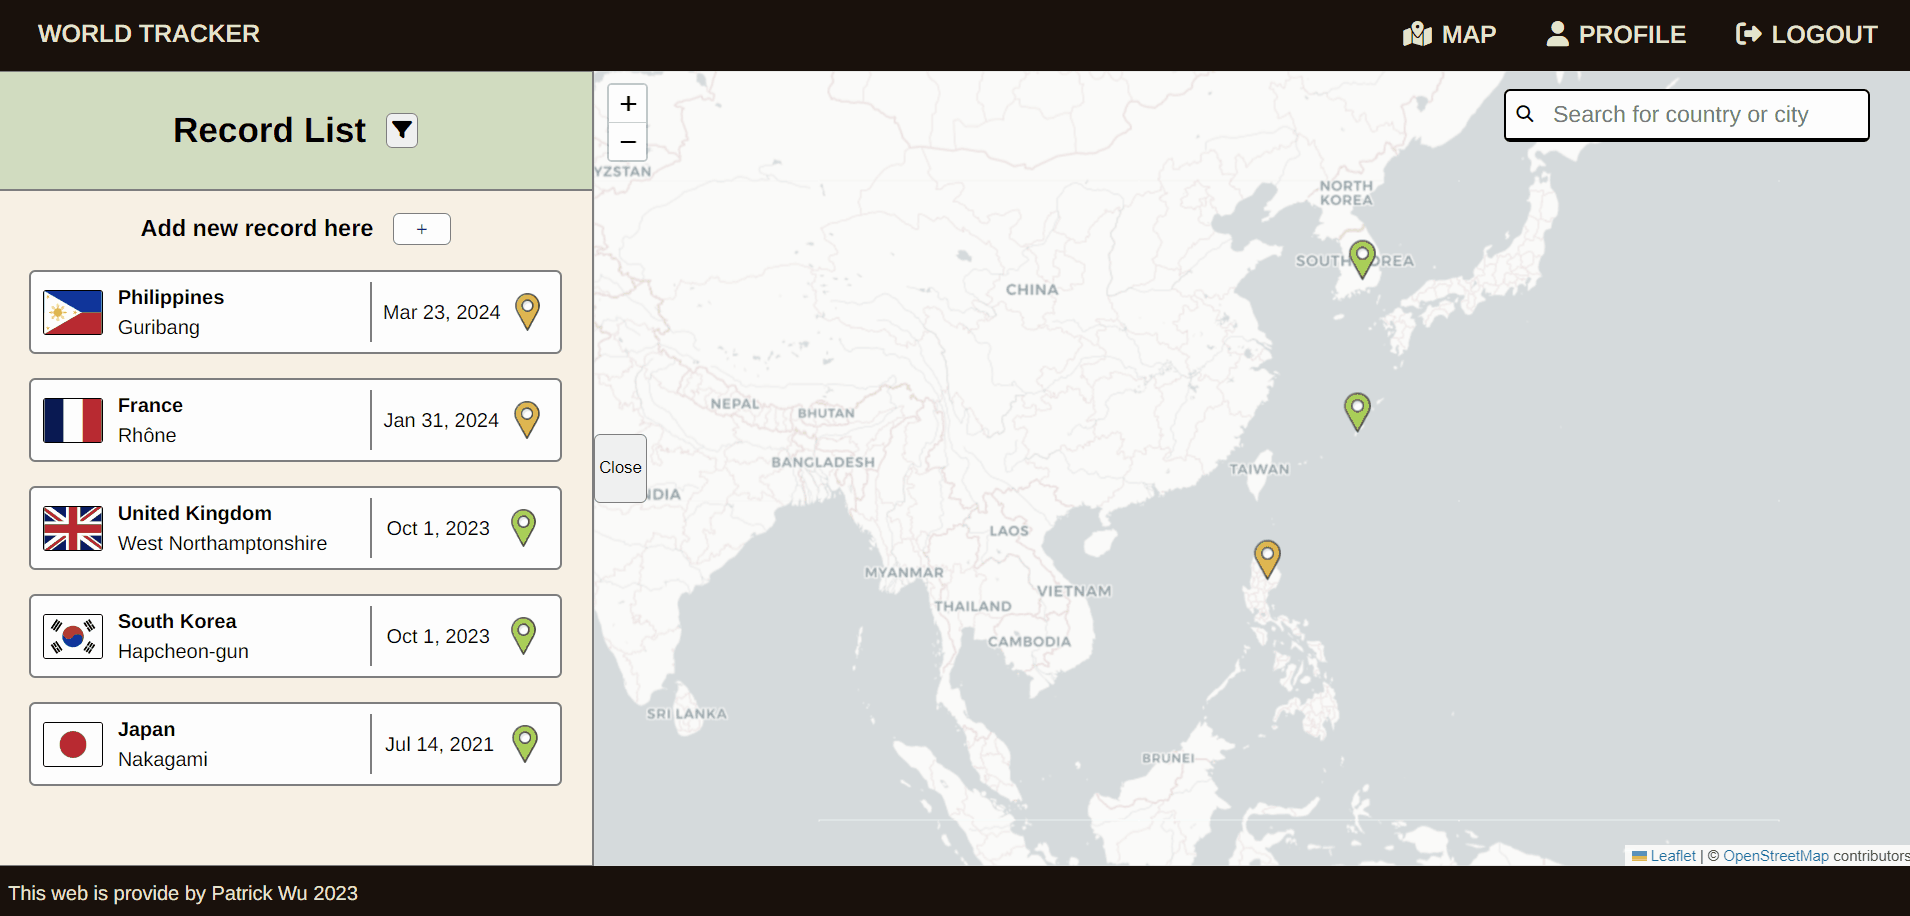 WORLD TRACKER
MAP
PROFILE
LOGOUT
Record List
Add new record here
+
Philippines
Guribang
Mar 23, 2024
France
Rhône
Jan 31, 2024
United Kingdom
West Northamptonshire
Oct 1, 2023
South Korea
Hapcheon-gun
Oct 1, 2023
Japan
Nakagami
Jul 14, 2021
+
−
Search for country or city
YZSTAN
NORTH
KOREA
SOUTH KOREA
CHINA
NEPAL
BHUTAN
BANGLADESH
Close
NDIA
TAIWAN
LAOS
MYANMAR
VIETNAM
THAILAND
CAMBODIA
SRI LANKA
BRUNEI
Leaflet | © OpenStreetMap contributors
This web is provide by Patrick Wu 2023